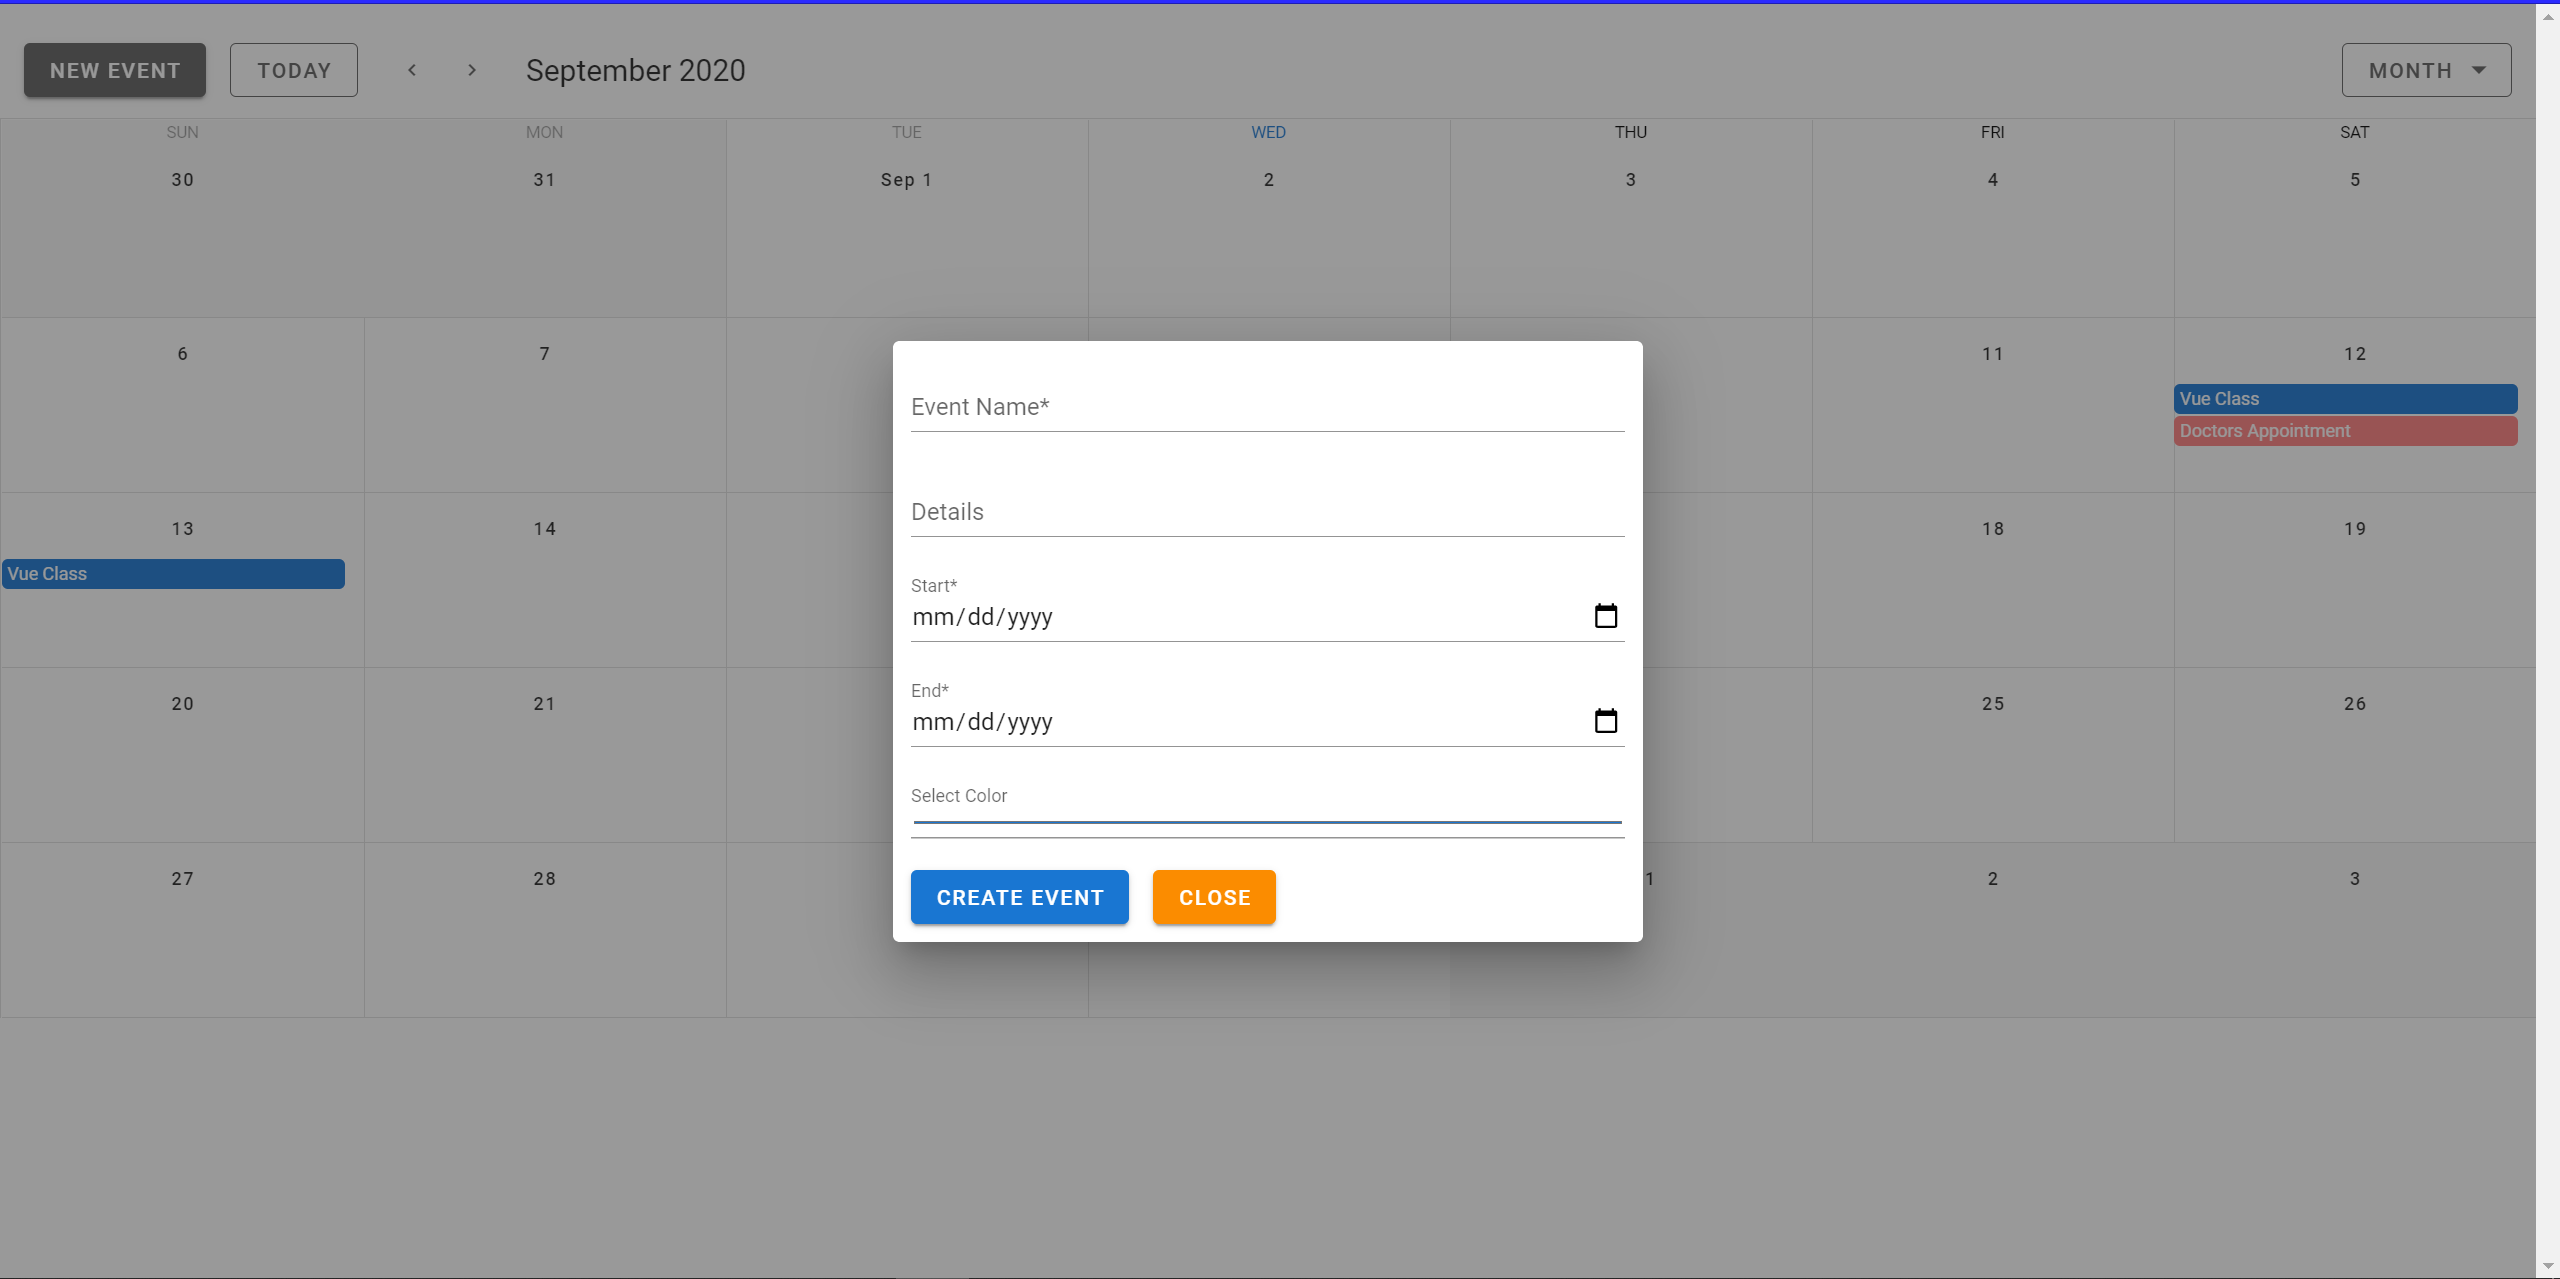 NEW EVENT TODAY September 2020 MONTH
SUN MON TUE WED THU FRI SAT
30 31 Sep 1 2 3 4 5
6 7 11 12
Vue Class
Doctors Appointment
13 14 18 19
Vue Class
20 21 25 26
27 28 1 2 3
Event Name*
Details
Start*
mm/dd/yyyy
End*
mm/dd/yyyy
Select Color
CREATE EVENT CLOSE